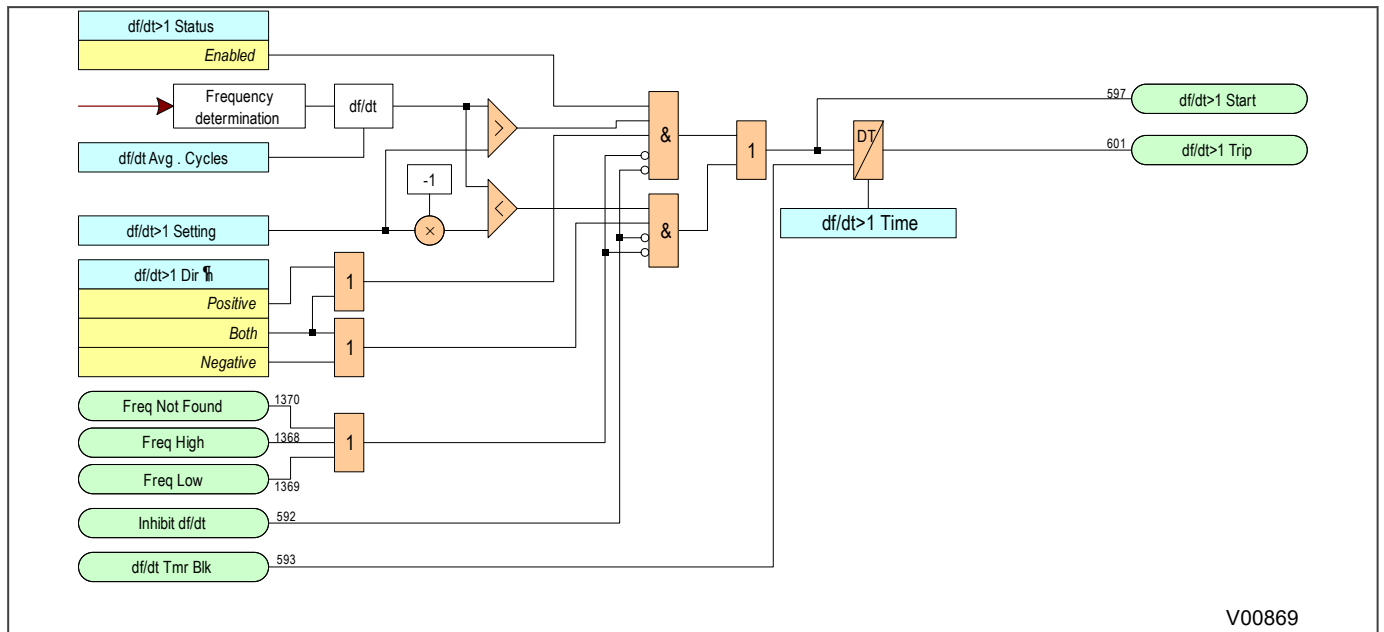 df/dt>1 Status
Enabled
Frequency
determination
df/dt
df/dt Avg . Cycles
>
-1
<
×
df/dt>1 Setting
df/dt>1 Dir ¶
Positive
Both
Negative
1
1
Freq Not Found
1370
Freq High
1368
Freq Low
1369
1
Inhibit df/dt
592
df/dt Tmr Blk
593
&
&
1
DT
df/dt>1 Time
597
df/dt>1 Start
601
df/dt>1 Trip
V00869